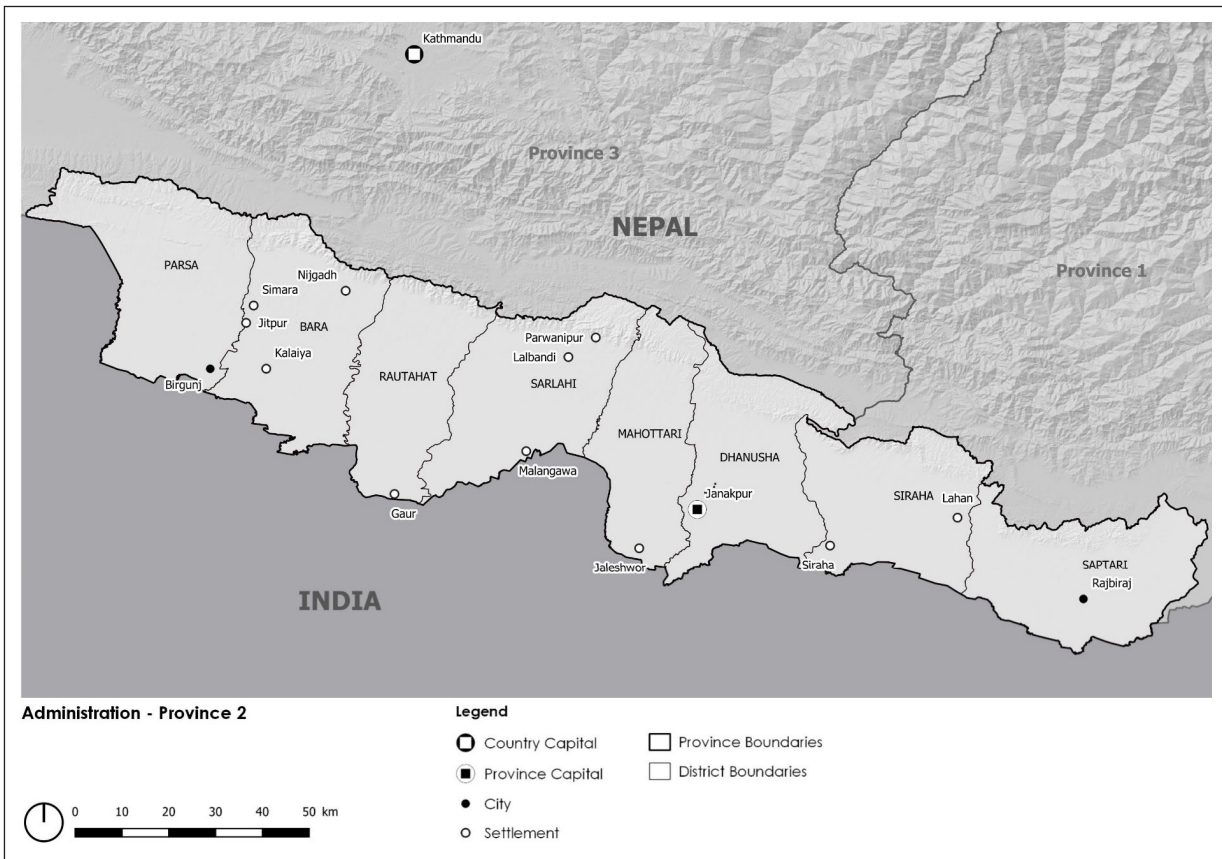 Kathmandu
Province 3
NEPAL
Province 1
PARSA
Nijgadh
Simara
Jitpur
BARA
Kalaiya
Birgunj
RAUTAHAT
Parwanipur
Lalbandi
SARLAHI
MAHOTTARI
Malangawa
Gaur
DHANUSHA
Janakpur
Jaleshwor
SIRAHA
Lahan
Siraha
SAPTARI
Rajbiraj
INDIA
Administration - Province 2
Legend
Country Capital
Province Capital
City
Settlement
Province Boundaries
District Boundaries
0 10 20 30 40 50 km